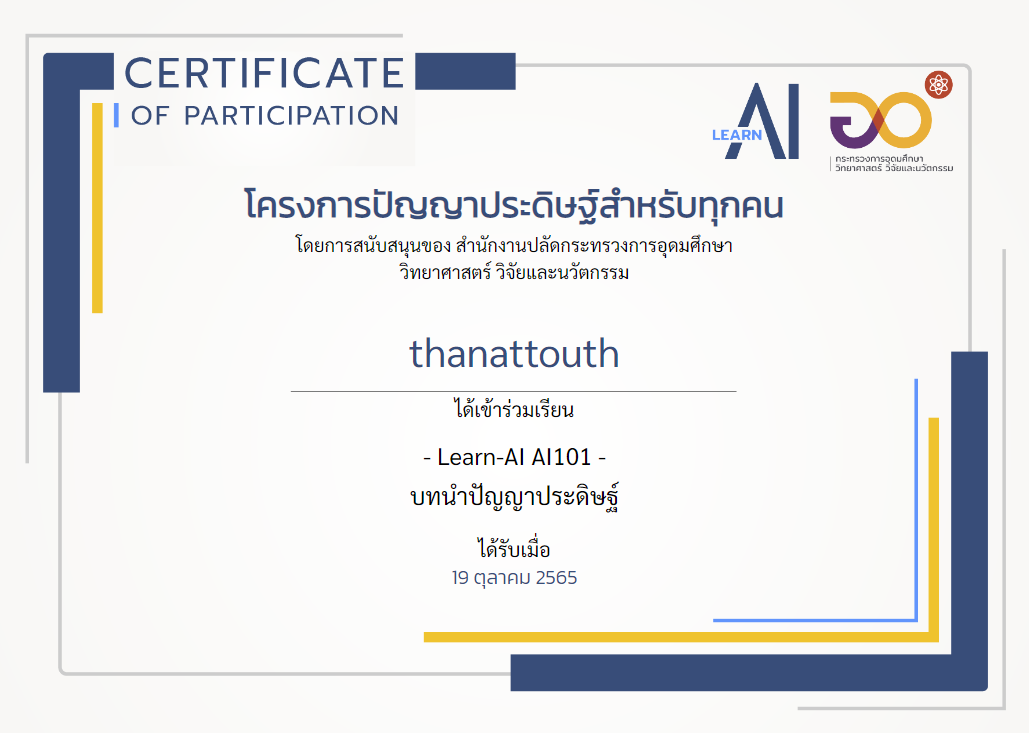 CERTIFICATE
OF PARTICIPATION
LEARN AI
กระทรวงการอุดมศึกษา
วิทยาศาสตร์ วิจัยและนวัตกรรม
โครงการปัญญาประดิษฐ์สำหรับทุกคน
โดยการสนับสนุนของ สำนักงานปลัดกระทรวงการอุดมศึกษา
วิทยาศาสตร์ วิจัยและนวัตกรรม
thanattouth
ได้เข้าร่วมเรียน
- Learn-AI AI101 -
บทนำปัญญาประดิษฐ์
ได้รับเมื่อ
19 ตุลาคม 2565